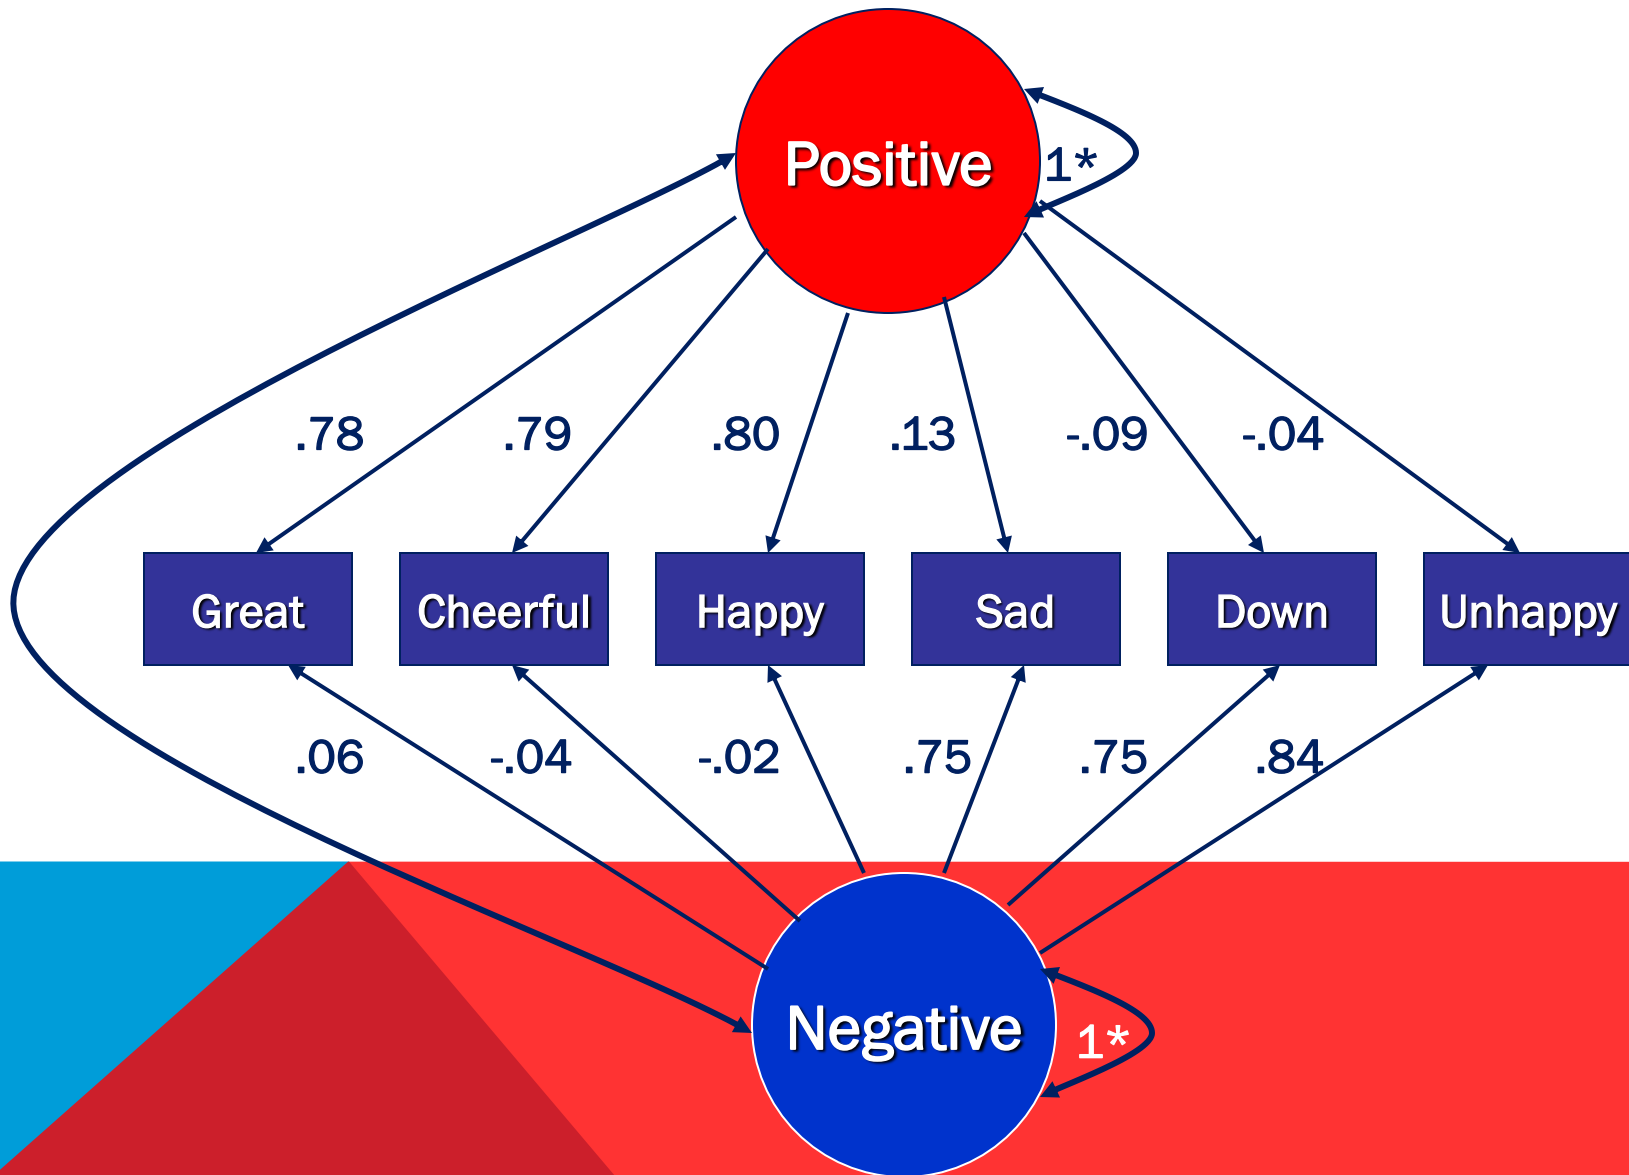 Positive
1*
.78 .79 .80 .13 -.09 -.04
Great Cheerful Happy Sad Down Unhappy
.06 -.04 -.02 .75 .75 .84
Negative
1*